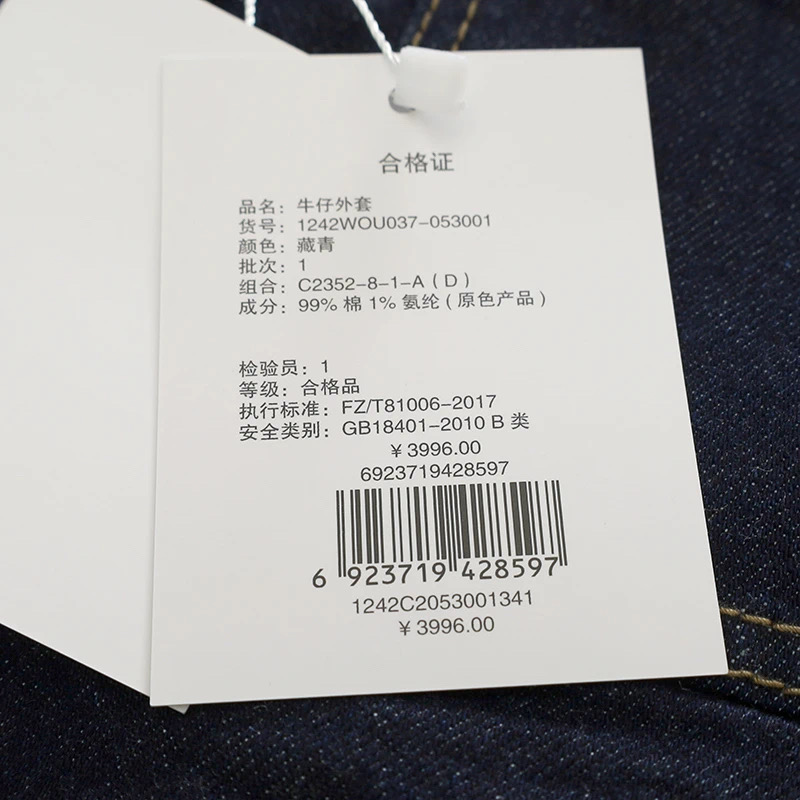 合格证
品名：牛仔外套
货号：1242WOU037-053001
颜色：藏青
批次：1
组合：C2352-8-1-A（D）
成分：99% 棉 1% 氨纶（原色产品）
检验员：1
等级：合格品
执行标准：FZ/T81006-2017
安全类别：GB18401-2010 B 类
￥3996.00
6923719428597
6 923719 428597
1242C2053001341
￥3996.00